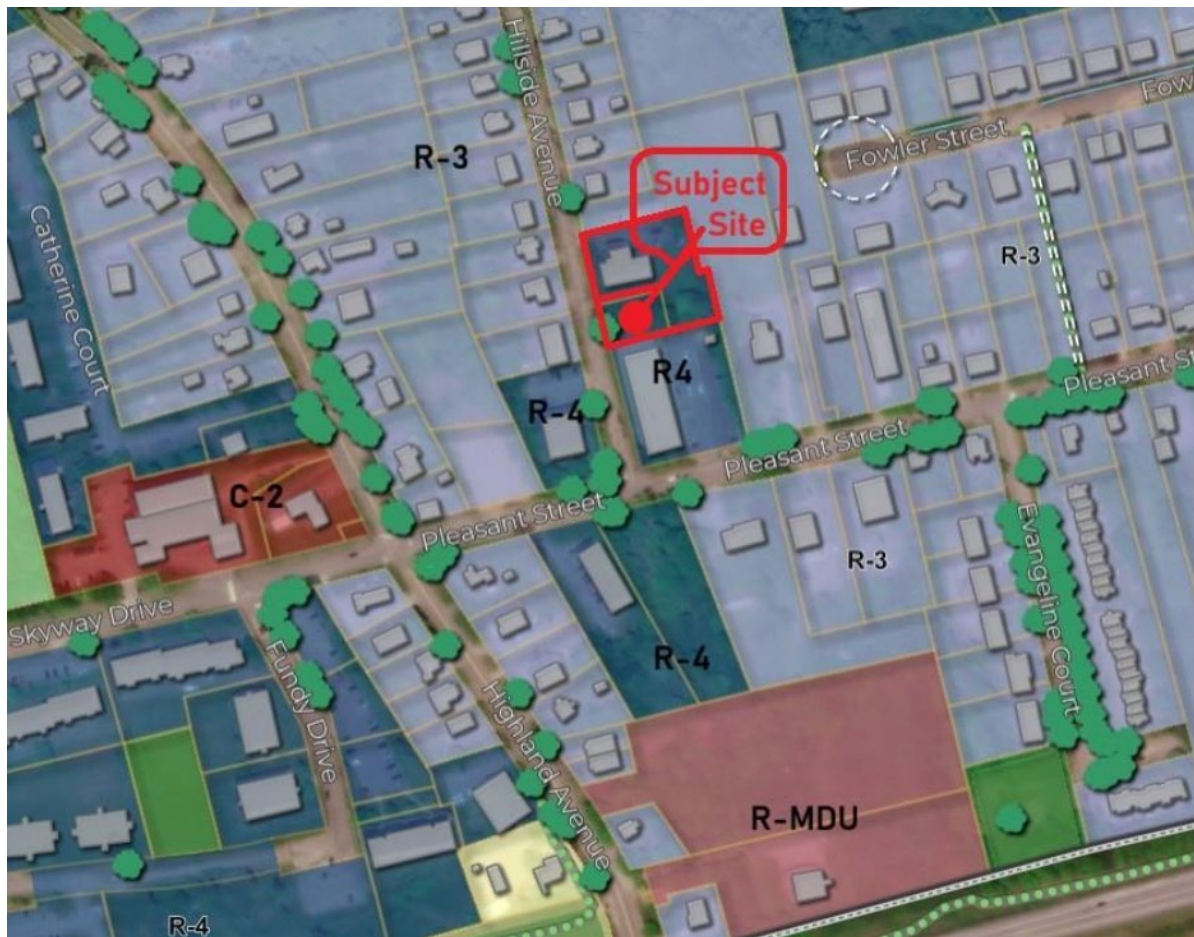 Hillside Avenue
Fow
Fowler Street
R-3
Subject
Site
Catherine Court
R-3
R4
Pleasant St
R-4
Pleasant Street
C-2
Pleasant Street
Evangeline Court
R-3
Skyway Drive
Fundy Drive
R-4
Highland Avenue
R-MDU
R-4